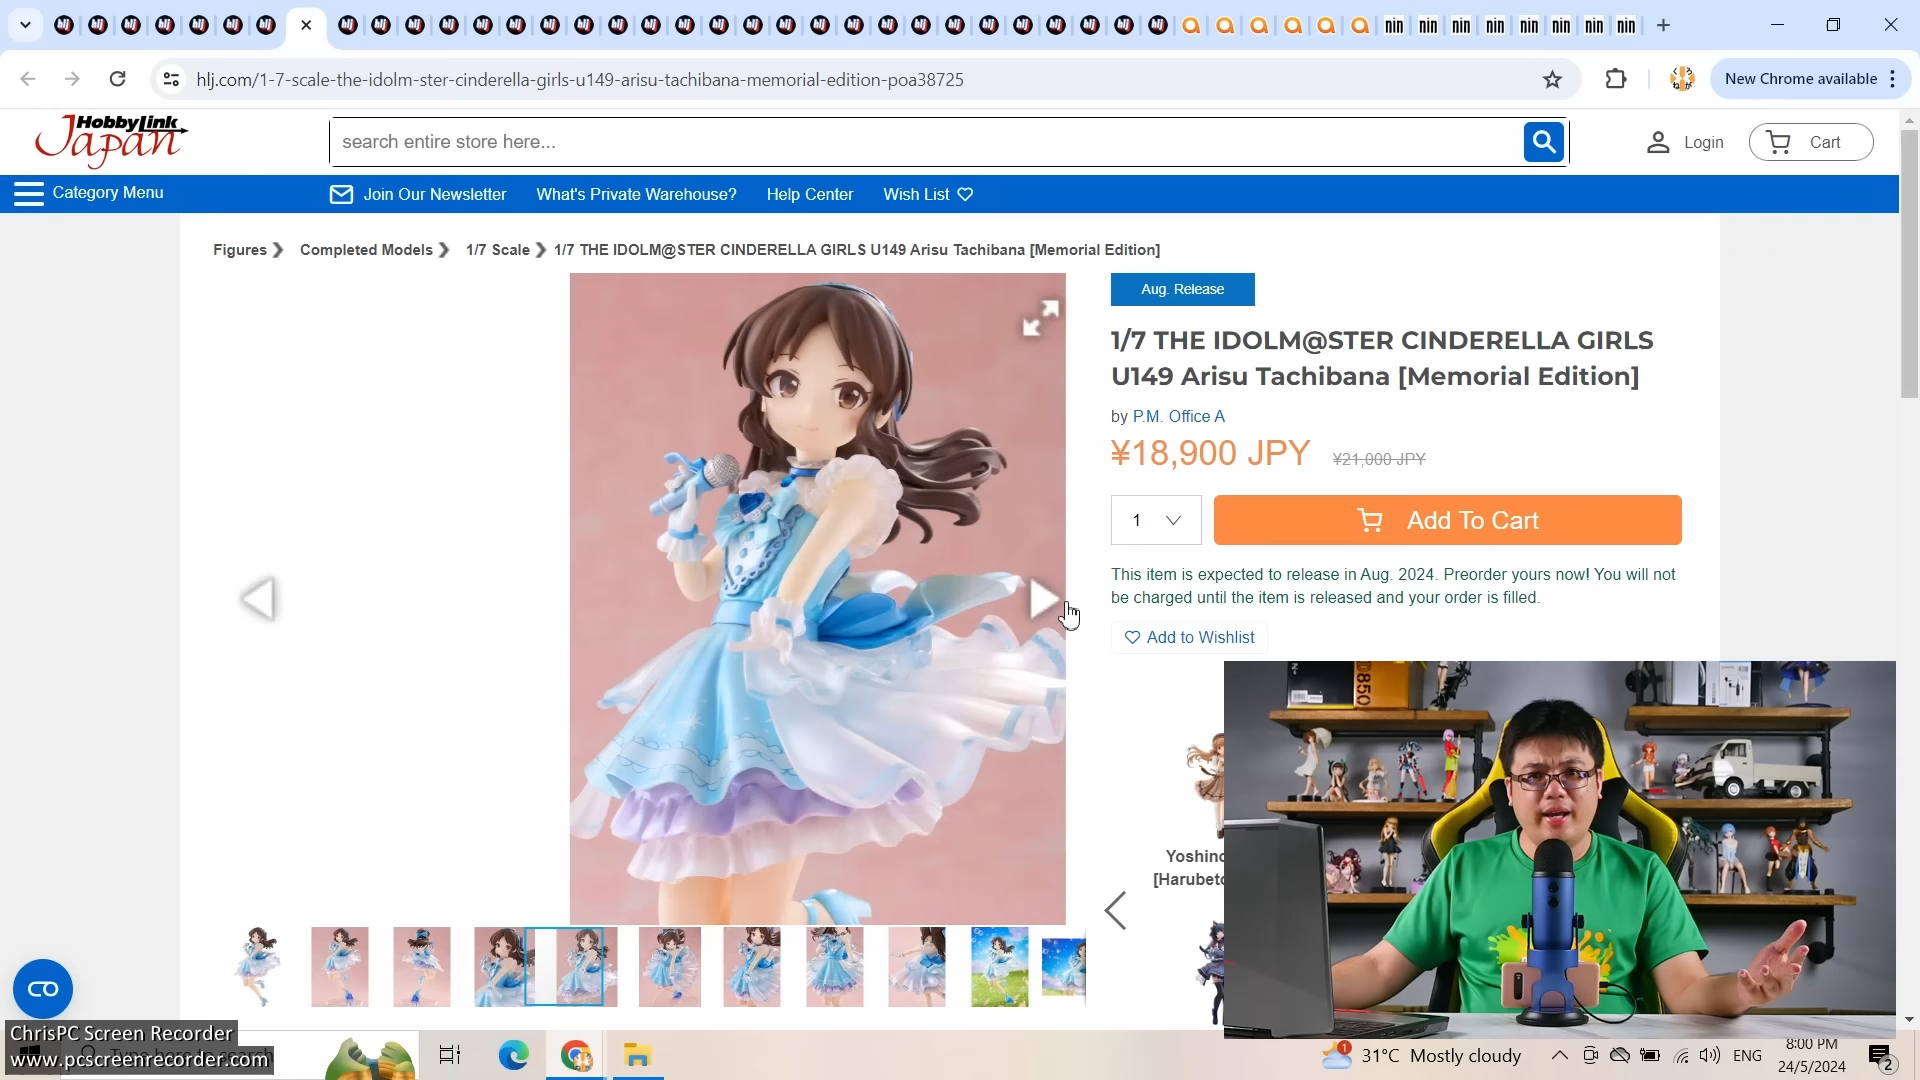 hlj.com/1-7-scale-the-idolm-ster-cinderella-girls-u149-arisu-tachibana-memorial-edition-poa38725
New Chrome available
HobbyLink
Japan
search entire store here...
Login
Cart
Category Menu
Join Our Newsletter
What's Private Warehouse?
Help Center
Wish List
Figures
Completed Models
1/7 Scale
1/7 THE IDOLM@STER CINDERELLA GIRLS U149 Arisu Tachibana [Memorial Edition]
Aug. Release
1/7 THE IDOLM@STER CINDERELLA GIRLS
U149 Arisu Tachibana [Memorial Edition]
by P.M. Office A
¥18,900 JPY ¥21,000 JPY
1
Add To Cart
This item is expected to release in Aug. 2024. Preorder yours now! You will not
be charged until the item is released and your order is filled.
Add to Wishlist
ChrisPC Screen Recorder
www.pcscreenrecorder.com
31°C Mostly cloudy
ENG
8:00 PM
24/5/2024
2